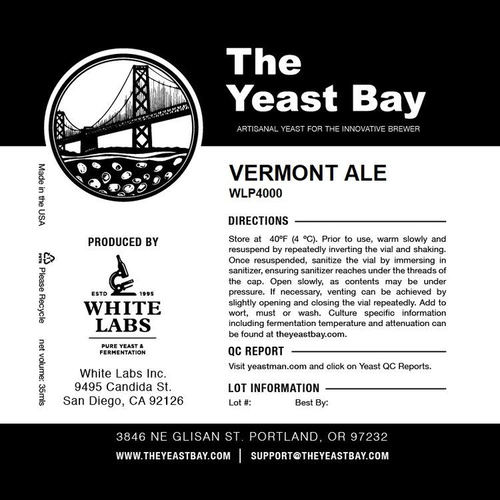 The
Yeast Bay
ARTISANAL YEAST FOR THE INNOVATIVE BREWER
VERMONT ALE
WLP4000
DIRECTIONS
Store at 40ºF (4 ºC). Prior to use, warm slowly and
resuspend by repeatedly inverting the vial and shaking.
Once resuspended, sanitize the vial by immersing in
sanitizer, ensuring sanitizer reaches under the threads of
the cap. Open slowly, as contents may be under
pressure. If necessary, venting can be achieved by
slightly opening and closing the vial repeatedly. Add to
wort, must or wash. Culture specific information
including fermentation temperature and attenuation can
be found at theyeastbay.com.
QC REPORT
Visit yeastman.com and click on Yeast QC Reports.
LOT INFORMATION
Lot #: Best By:
Made in the USA
Please Recycle
net volume: 35mls
PRODUCED BY
ESTD 1995
WHITE
LABS
PURE YEAST &
FERMENTATION
White Labs Inc.
9495 Candida St.
San Diego, CA 92126
3846 NE GLISAN ST. PORTLAND, OR 97232
WWW.THEYEASTBAY.COM | SUPPORT@THEYEASTBAY.COM